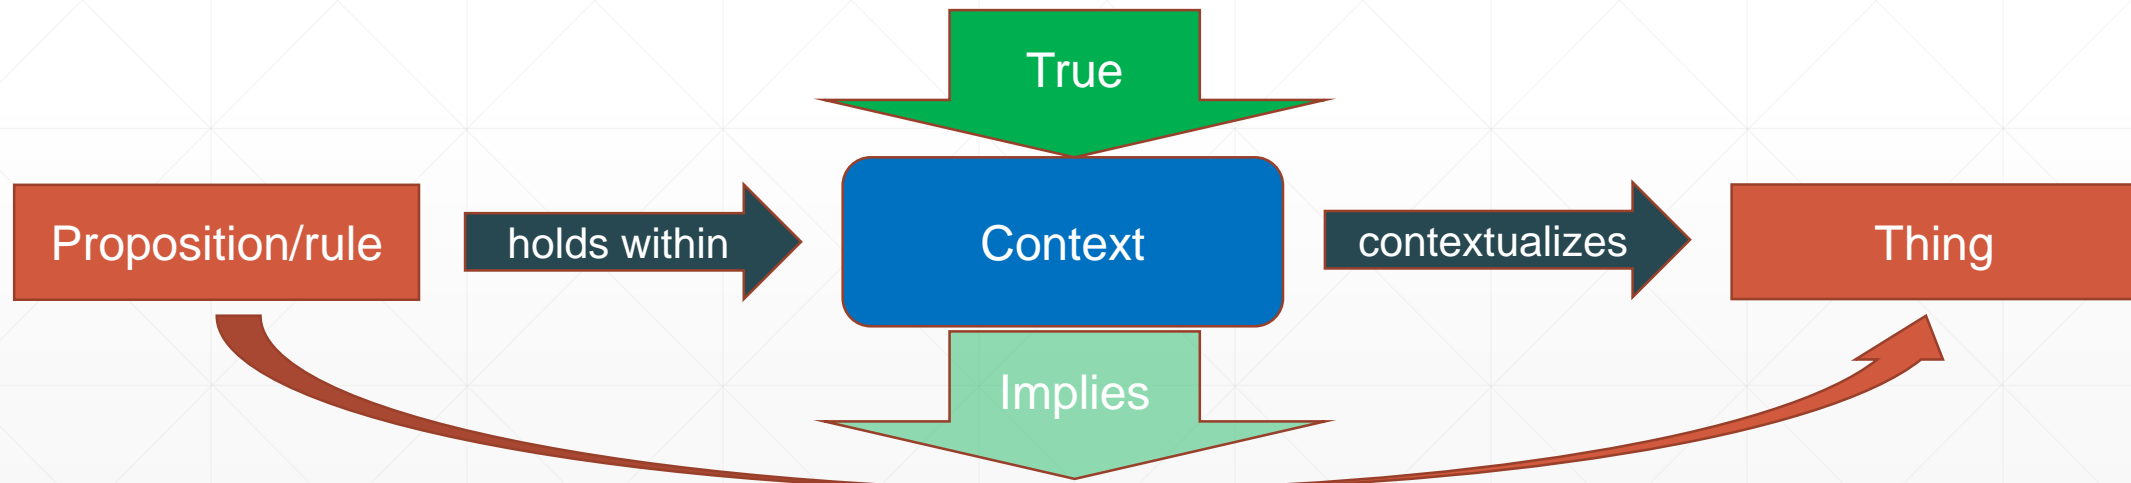 True
Proposition/rule
holds within
Context
contextualizes
Thing
Implies